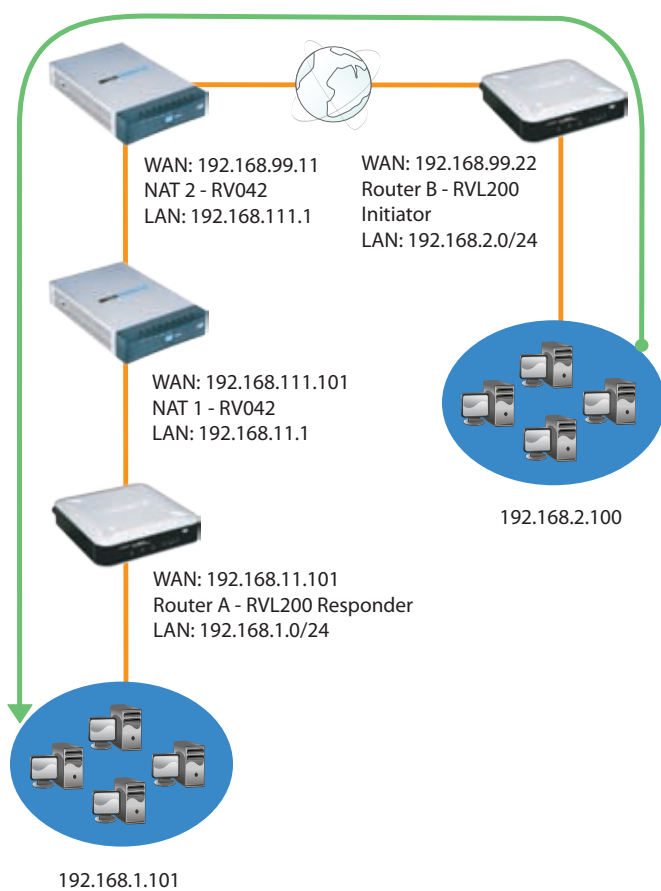 WAN: 192.168.99.11
NAT 2 - RV042
LAN: 192.168.111.1
WAN: 192.168.99.22
Router B - RVL200
Initiator
LAN: 192.168.2.0/24
WAN: 192.168.111.101
NAT 1 - RV042
LAN: 192.168.11.1
192.168.2.100
WAN: 192.168.11.101
Router A - RVL200 Responder
LAN: 192.168.1.0/24
192.168.1.101